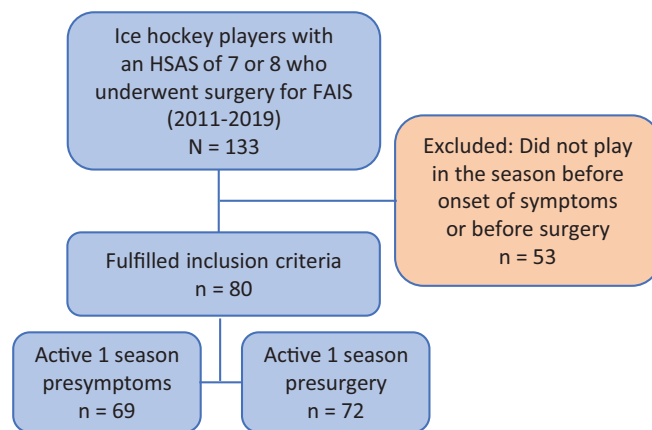 Ice hockey players with
an HSAS of 7 or 8 who
underwent surgery for FAIS
(2011-2019)
N = 133
Excluded: Did not play
in the season before
onset of symptoms
or before surgery
n = 53
Fulfilled inclusion criteria
n = 80
Active 1 season
presymptoms
n = 69
Active 1 season
presurgery
n = 72